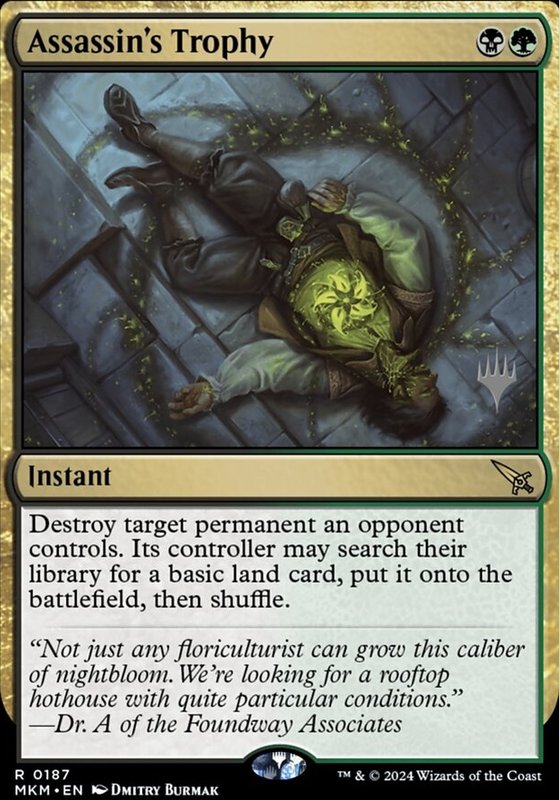 Assassin's Trophy
Instant
Destroy target permanent an opponent
controls. Its controller may search their
library for a basic land card, put it onto the
battlefield, then shuffle.
“Not just any floriculturist can grow this caliber
of nightbloom. We’re looking for a rooftop
hothouse with quite particular conditions.”
—Dr. A of the Foundway Associates
R 0187
MKM • EN Dmitry Burmak
™ & © 2024 Wizards of the Coast